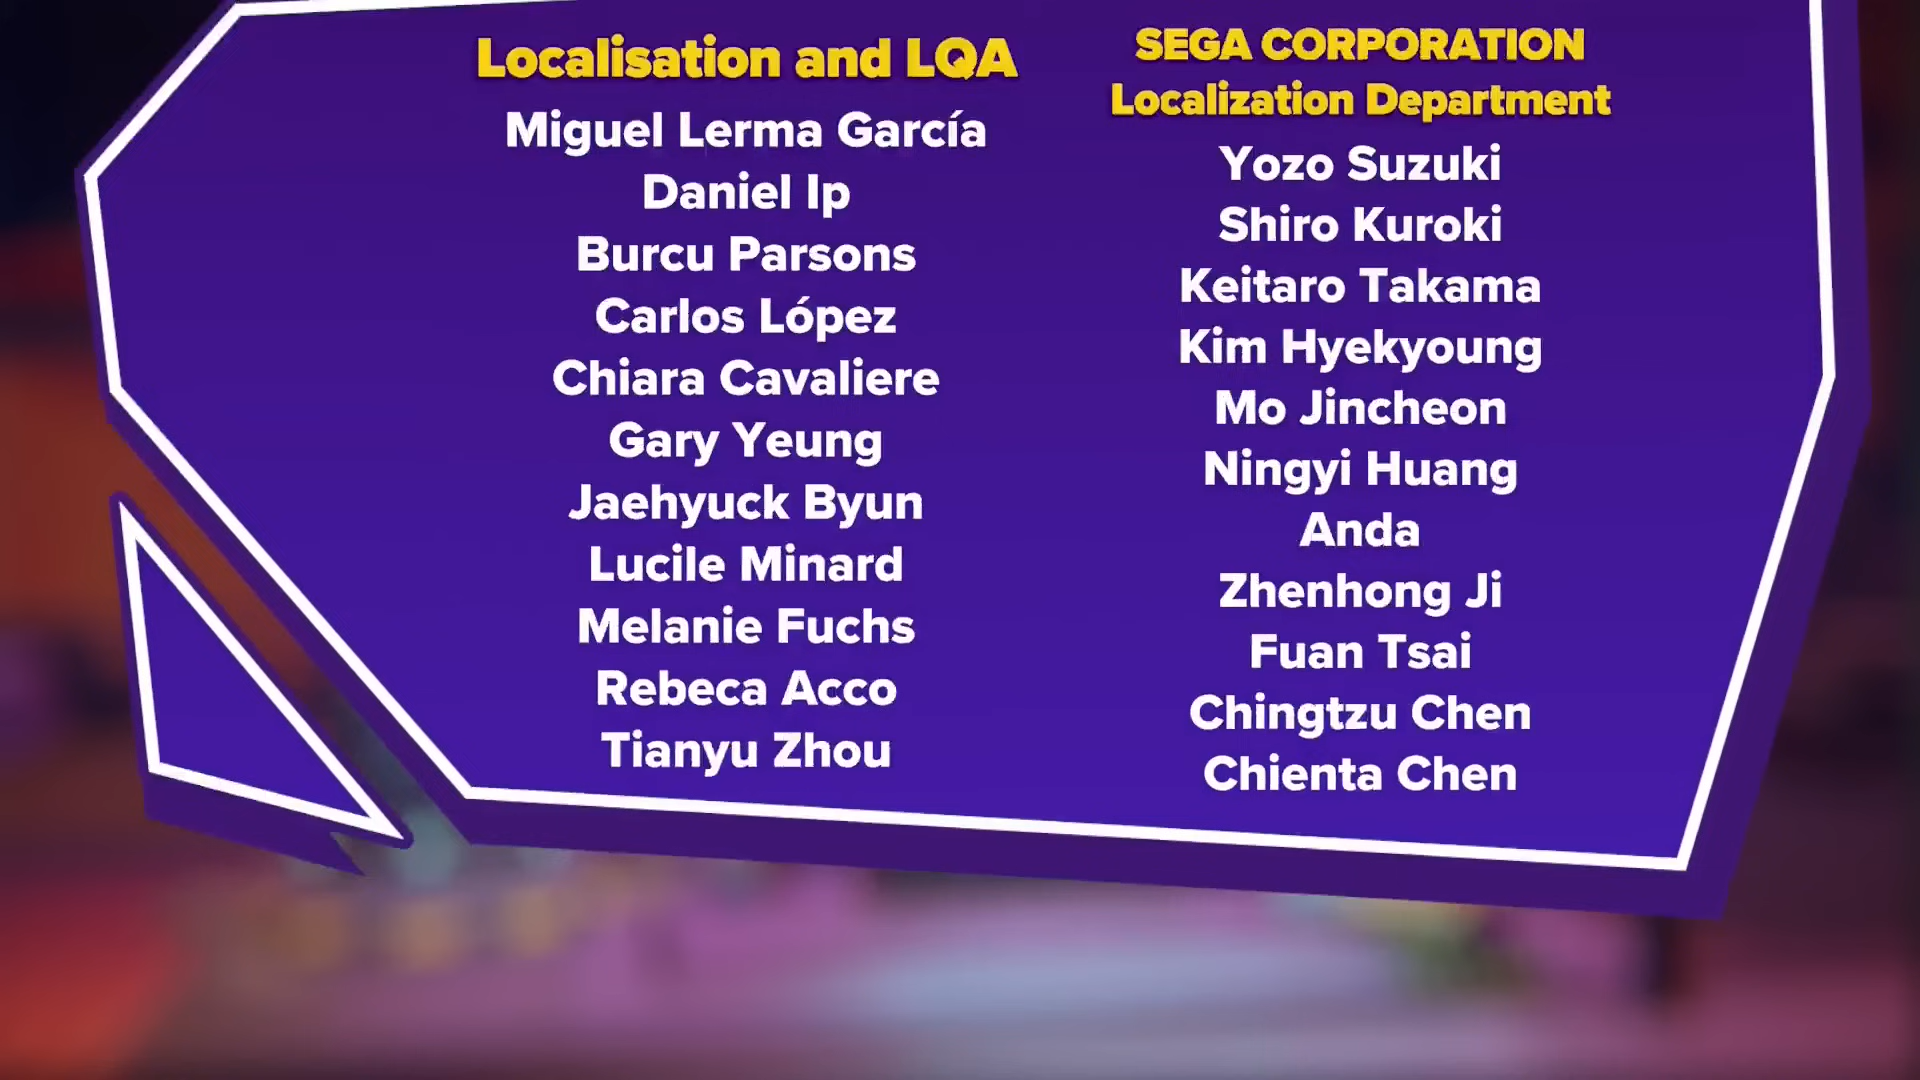 Localisation and LQA
Miguel Lerma García
Daniel Ip
Burcu Parsons
Carlos López
Chiara Cavaliere
Gary Yeung
Jaehyuck Byun
Lucile Minard
Melanie Fuchs
Rebeca Acco
Tianyu Zhou
SEGA CORPORATION
Localization Department
Yozo Suzuki
Shiro Kuroki
Keitaro Takama
Kim Hyekyoung
Mo Jincheon
Ningyi Huang
Anda
Zhenhong Ji
Fuan Tsai
Chingtzu Chen
Chienta Chen